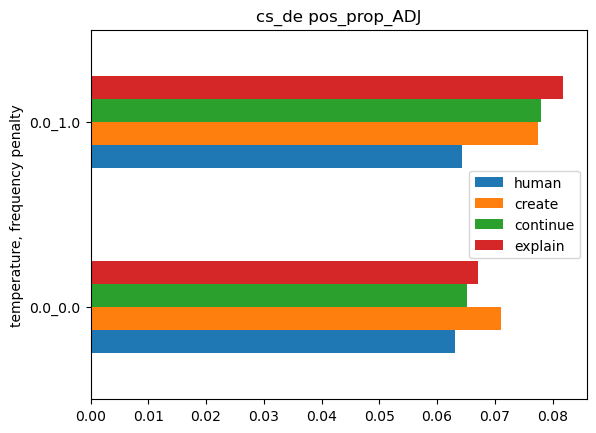 cs_de pos_prop_ADJ
temperature, frequency penalty
0.0_1.0
0.0_0.0
human
create
continue
explain
0.00 0.01 0.02 0.03 0.04 0.05 0.06 0.07 0.08